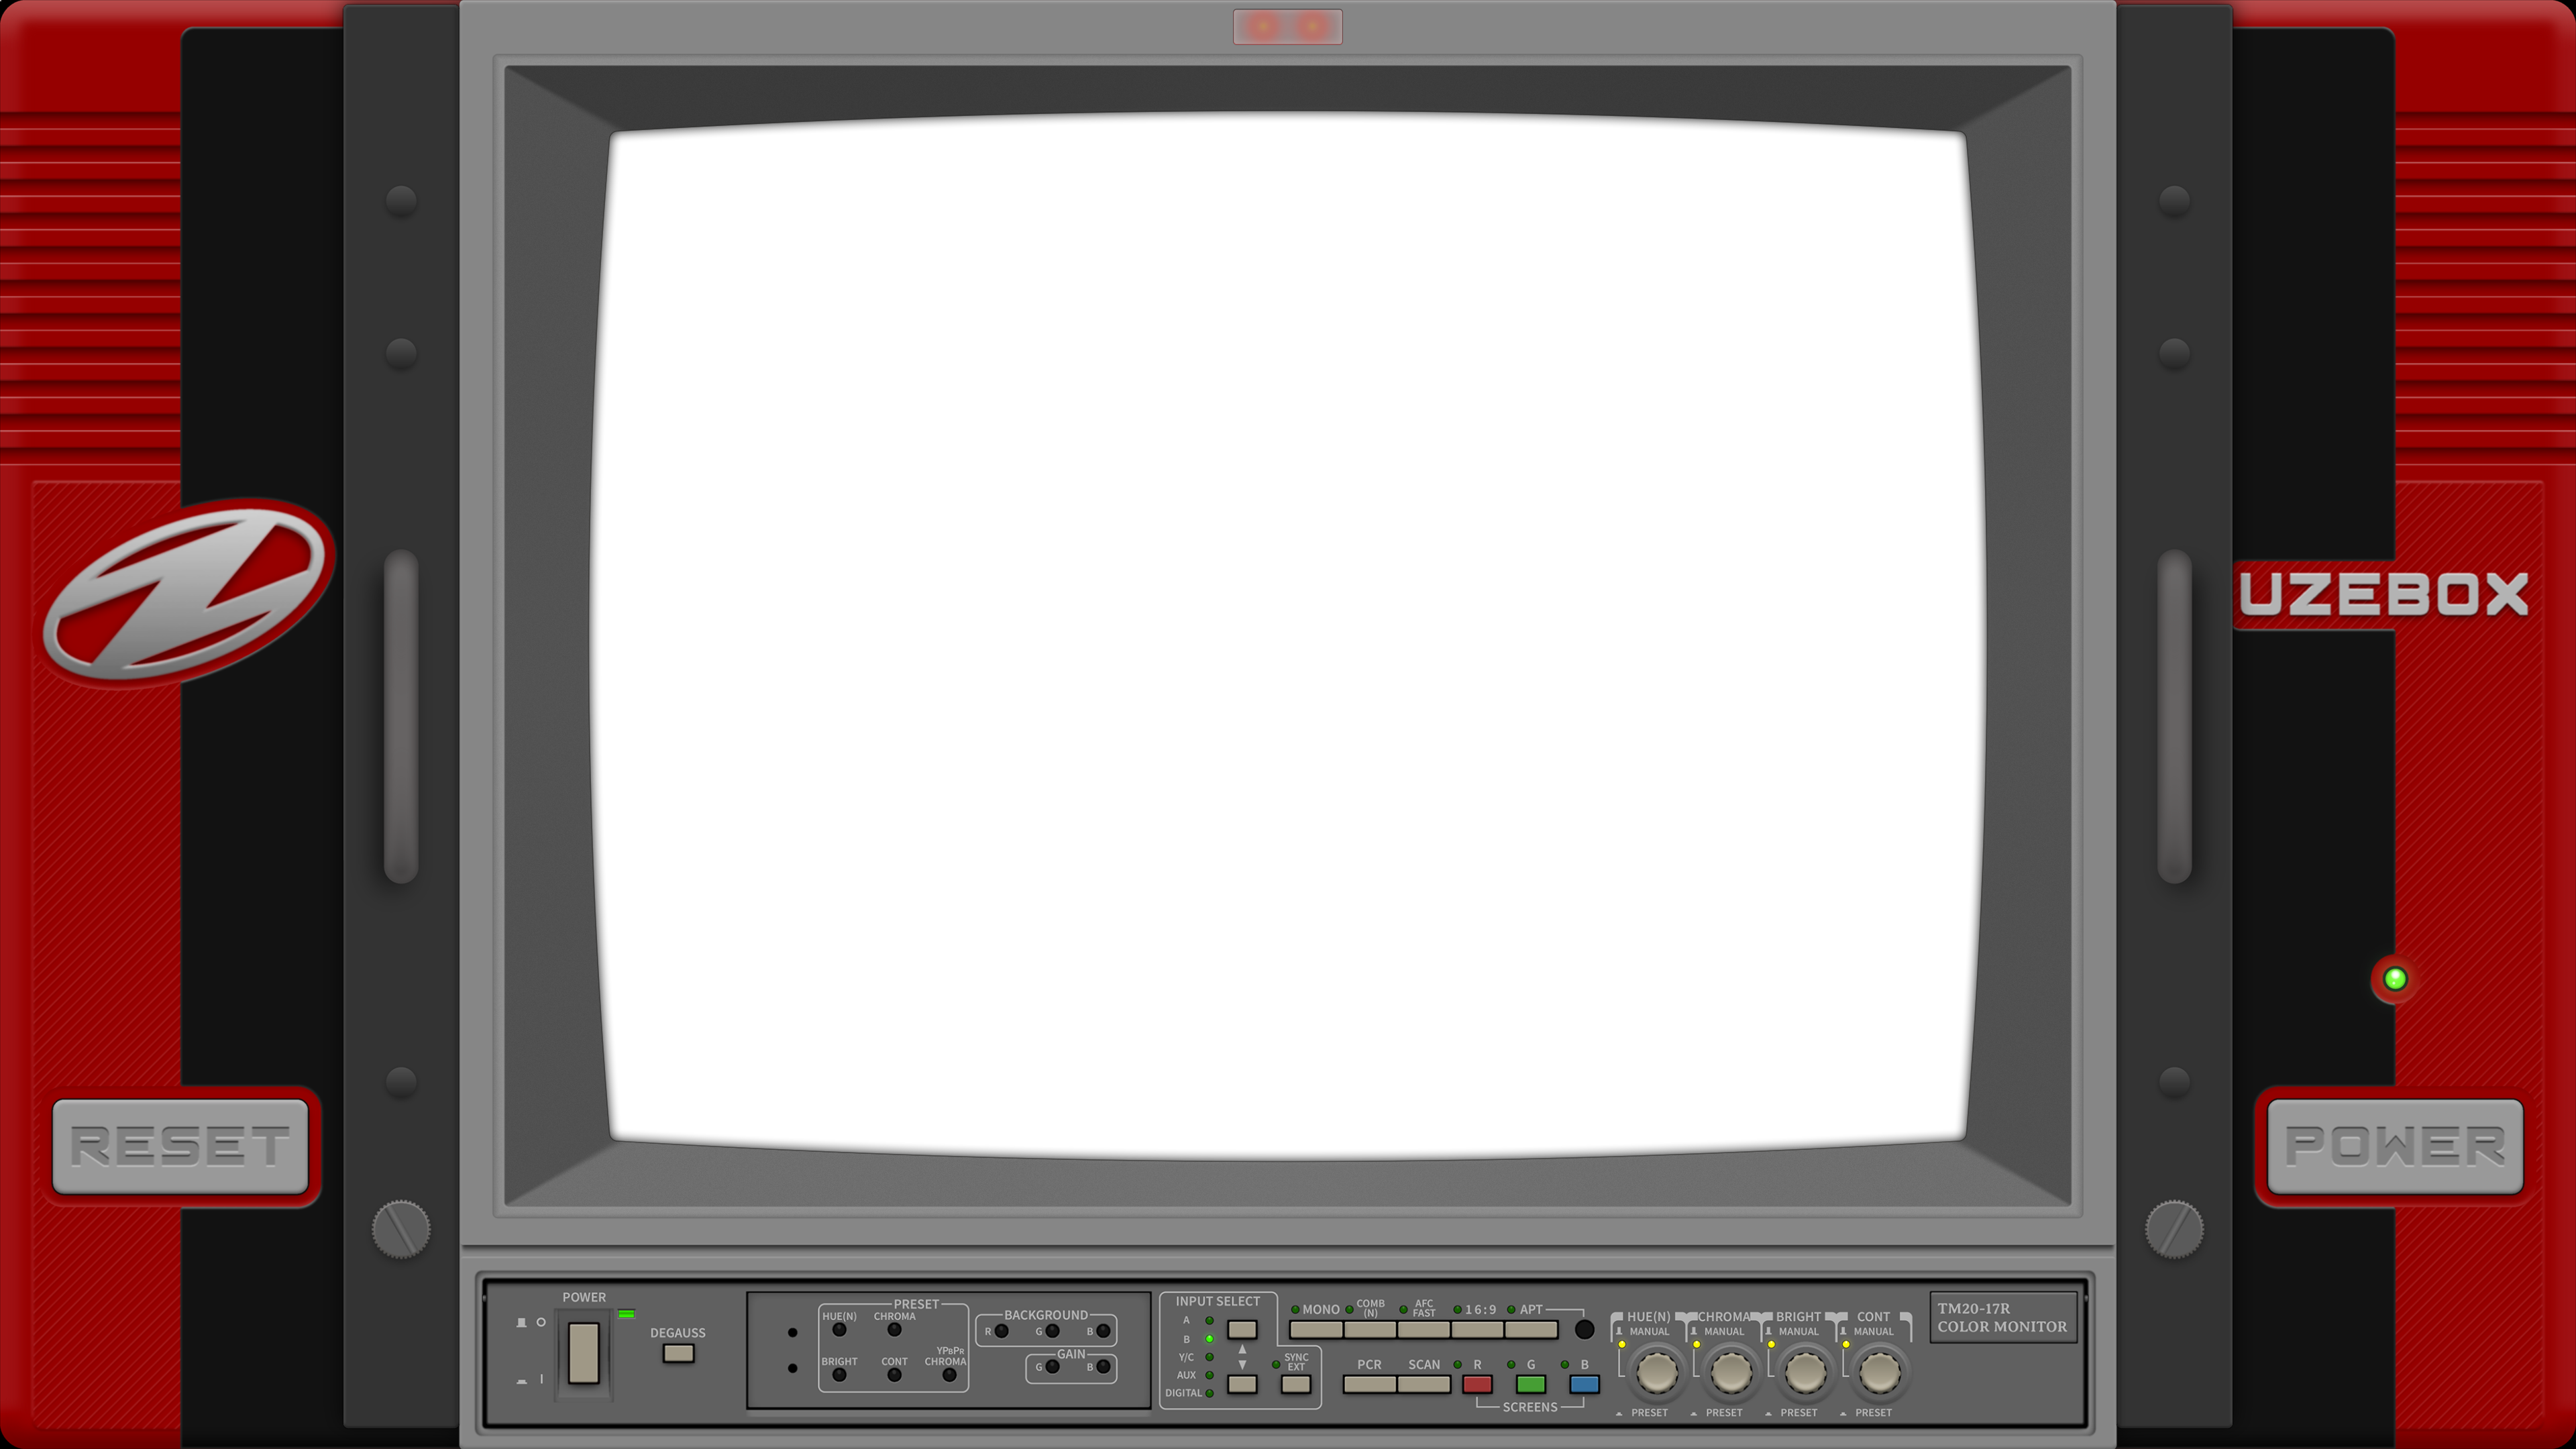 UZEBOX
RESET
POWER
POWER
DEGAUSS
PRESET
HUE(N)
CHROMA
BRIGHT
CONT
YPBPR
CHROMA
BACKGROUND
R
G
B
GAIN
G
B
INPUT SELECT
A
B
Y/C
AUX
DIGITAL
SYNC
EXT
MONO
COMB
(N)
AFC
FAST
16:9
APT
PCR
SCAN
R
G
B
SCREENS
HUE(N)
MANUAL
PRESET
CHROMA
MANUAL
PRESET
BRIGHT
MANUAL
PRESET
CONT
MANUAL
PRESET
TM20-17R
COLOR MONITOR